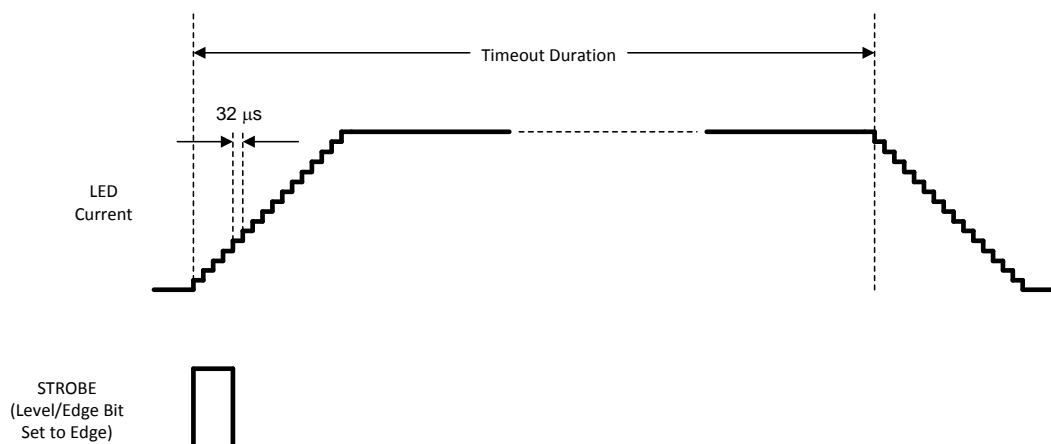 Timeout Duration
32 μs
LED
Current
STROBE
(Level/Edge Bit
Set to Edge)